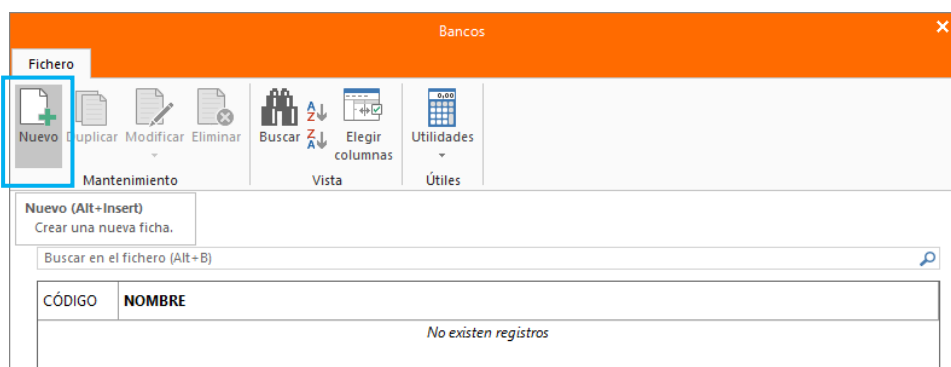 Bancos
Fichero
Nuevo Duplicar Modificar Eliminar Buscar Elegir columnas Utilidades
Mantenimiento Vista Útiles
Nuevo (Alt+Insert)
Crear una nueva ficha.
Buscar en el fichero (Alt+B)
CÓDIGO NOMBRE
No existen registros